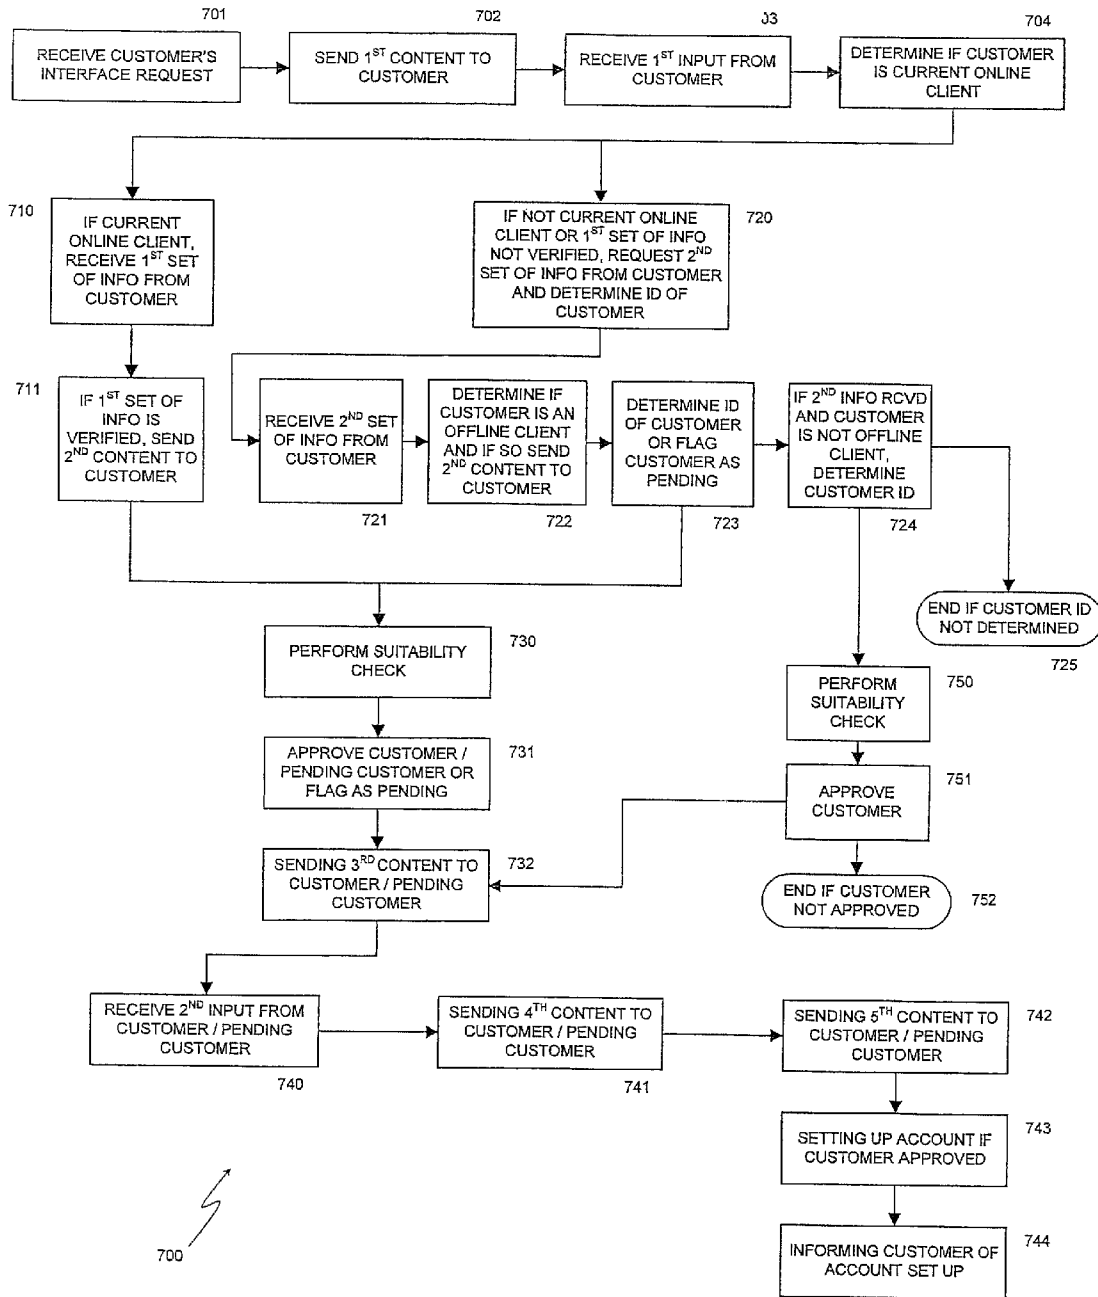 701
702
03
704
RECEIVE CUSTOMER'S
INTERFACE REQUEST
SEND 1ST CONTENT TO
CUSTOMER
RECEIVE 1ST INPUT FROM
CUSTOMER
DETERMINE IF CUSTOMER
IS CURRENT ONLINE
CLIENT
710
IF CURRENT
ONLINE CLIENT,
RECEIVE 1ST SET
OF INFO FROM
CUSTOMER
IF NOT CURRENT ONLINE
CLIENT OR 1ST SET OF INFO
NOT VERIFIED, REQUEST 2ND
SET OF INFO FROM CUSTOMER
AND DETERMINE ID OF
CUSTOMER
720
711
IF 1ST SET OF
INFO IS
VERIFIED, SEND
2ND CONTENT TO
CUSTOMER
RECEIVE 2ND SET
OF INFO FROM
CUSTOMER
721
DETERMINE IF
CUSTOMER IS AN
OFFLINE CLIENT
AND IF SO SEND
2ND CONTENT TO
CUSTOMER
722
DETERMINE ID
OF CUSTOMER
OR FLAG
CUSTOMER AS
PENDING
723
IF 2ND INFO RCVD
AND CUSTOMER
IS NOT OFFLINE
CLIENT,
DETERMINE
CUSTOMER ID
724
END IF CUSTOMER ID
NOT DETERMINED
725
PERFORM SUITABILITY
CHECK
730
PERFORM
SUITABILITY
CHECK
750
APPROVE CUSTOMER /
PENDING CUSTOMER OR
FLAG AS PENDING
731
APPROVE
CUSTOMER
751
SENDING 3RD CONTENT TO
CUSTOMER / PENDING
CUSTOMER
732
END IF CUSTOMER
NOT APPROVED
752
RECEIVE 2ND INPUT FROM
CUSTOMER / PENDING
CUSTOMER
740
SENDING 4TH CONTENT TO
CUSTOMER / PENDING
CUSTOMER
741
SENDING 5TH CONTENT TO
CUSTOMER / PENDING
CUSTOMER
742
SETTING UP ACCOUNT IF
CUSTOMER APPROVED
743
INFORMING CUSTOMER OF
ACCOUNT SET UP
744
700